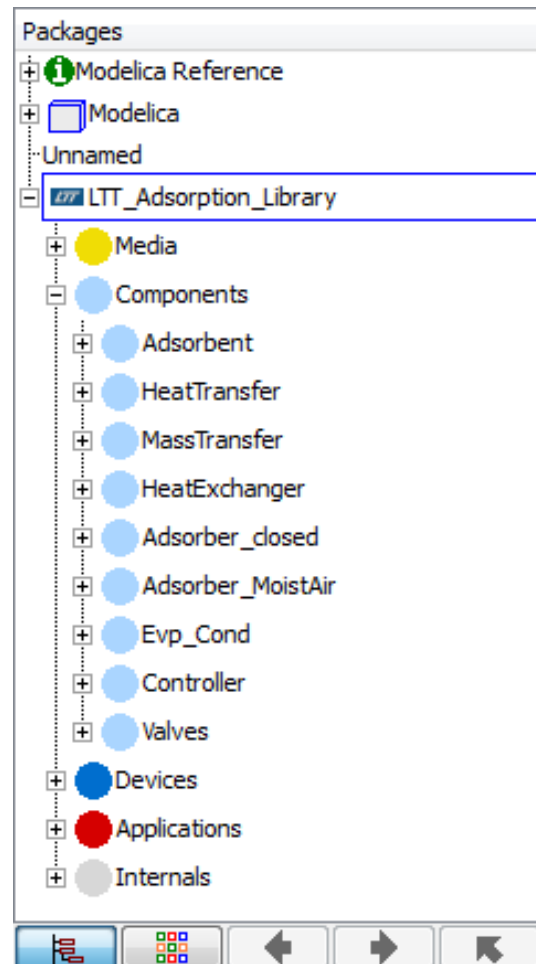 Packages
Modelica Reference
Modelica
Unnamed
LTT LTT_Adsorption_Library
Media
Components
Adsorbent
HeatTransfer
MassTransfer
HeatExchanger
Adsorber_closed
Adsorber_MoistAir
Evp_Cond
Controller
Valves
Devices
Applications
Internals